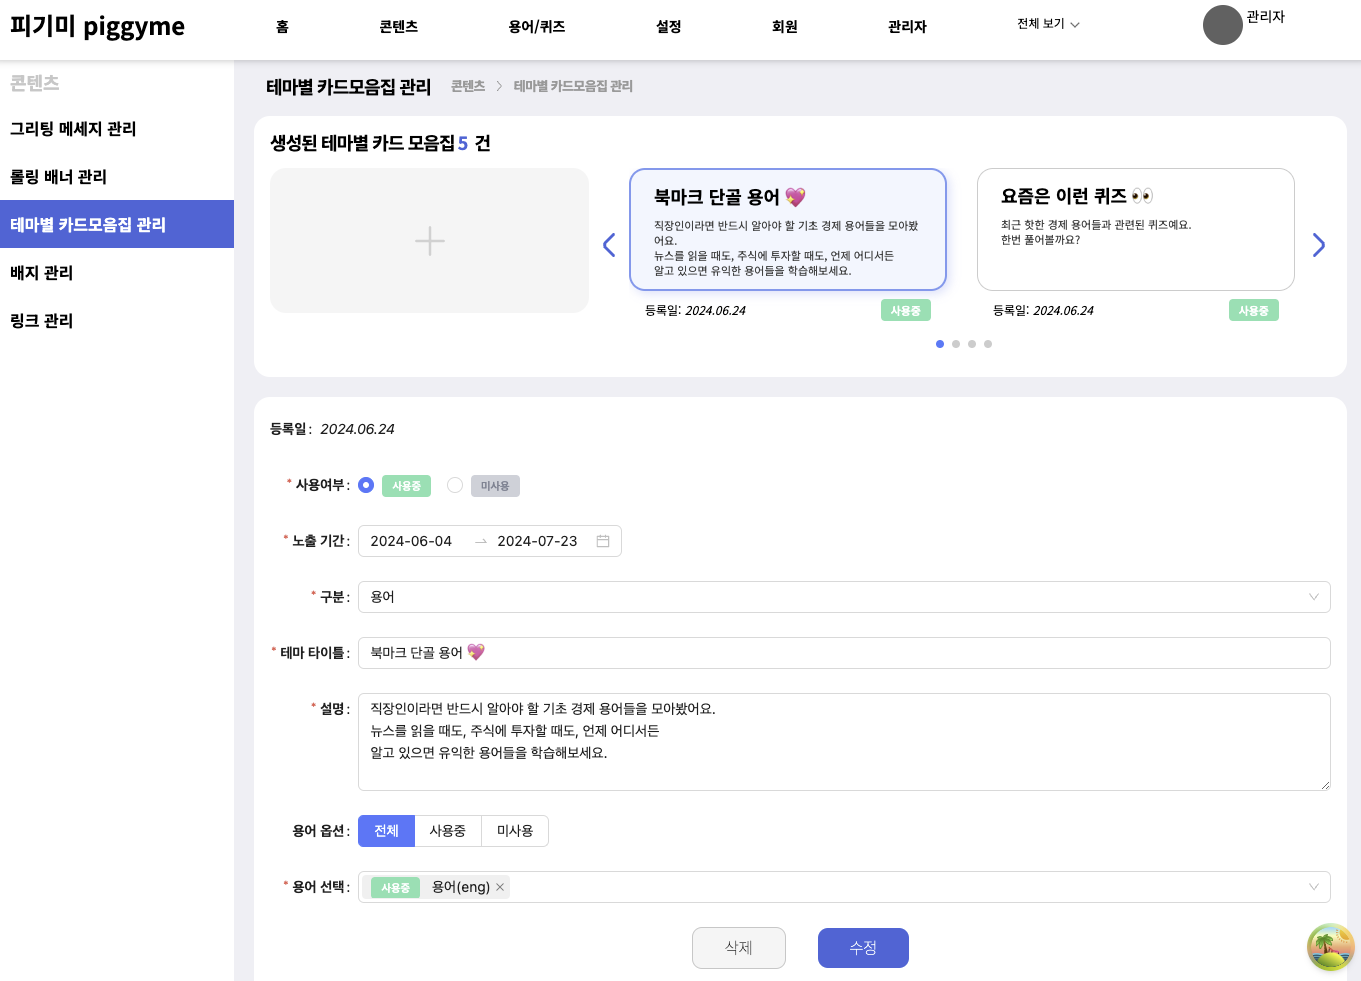 피기미 piggyme
홈
콘텐츠
용어/퀴즈
설정
회원
관리자
전체 보기
관리자
콘텐츠
그리팅 메세지 관리
롤링 배너 관리
테마별 카드모음집 관리
배지 관리
링크 관리
테마별 카드모음집 관리
콘텐츠 > 테마별 카드모음집 관리
생성된 테마별 카드 모음집 5 건
북마크 단골 용어 💖
직장인이라면 반드시 알아야 할 기초 경제 용어들을 모아봤
어요.
뉴스를 읽을 때도, 주식에 투자할 때도, 언제 어디서든
알고 있으면 유익한 용어들을 학습해보세요.
등록일: 2024.06.24
사용중
요즘은 이런 퀴즈 👀
최근 핫한 경제 용어들과 관련된 퀴즈예요.
한번 풀어볼까요?
등록일: 2024.06.24
사용중
등록일 : 2024.06.24
* 사용여부 : 사용중 미사용
* 노출 기간 : 2024-06-04 → 2024-07-23
* 구분 : 용어
* 테마 타이틀 : 북마크 단골 용어 💖
* 설명 : 직장인이라면 반드시 알아야 할 기초 경제 용어들을 모아봤어요.
뉴스를 읽을 때도, 주식에 투자할 때도, 언제 어디서든
알고 있으면 유익한 용어들을 학습해보세요.
용어 옵션 : 전체 사용중 미사용
* 용어 선택 : 사용중 용어(eng) ×
삭제
수정